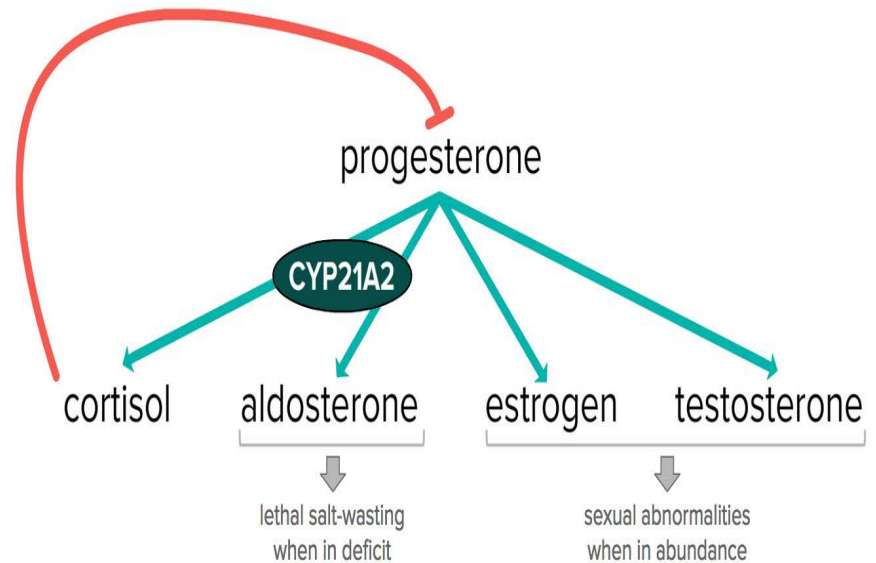 progesterone
CYP21A2
cortisol
aldosterone
estrogen
testosterone
lethal salt-wasting
when in deficit
sexual abnormalities
when in abundance